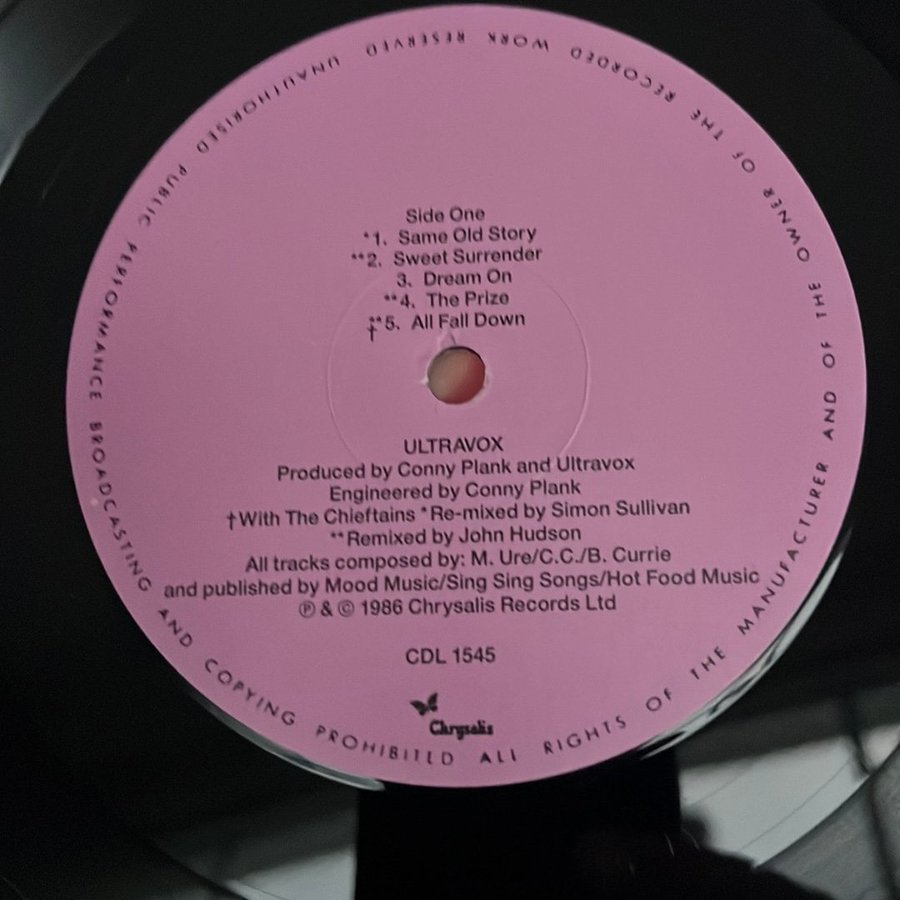 Side One
*1. Same Old Story
**2. Sweet Surrender
3. Dream On
**4. The Prize
**†5. All Fall Down
ULTRAVOX
Produced by Conny Plank and Ultravox
Engineered by Conny Plank
†With The Chieftains *Re-mixed by Simon Sullivan
**Remixed by John Hudson
All tracks composed by: M. Ure/C.C./B. Currie
and published by Mood Music/Sing Sing Songs/Hot Food Music
Ⓟ & © 1986 Chrysalis Records Ltd
CDL 1545
Chrysalis
ALL RIGHTS OF THE MANUFACTURER AND OF THE OWNER OF THE RECORDED WORK RESERVED UNAUTHORISED PUBLIC PERFORMANCE BROADCASTING AND COPYING PROHIBITED